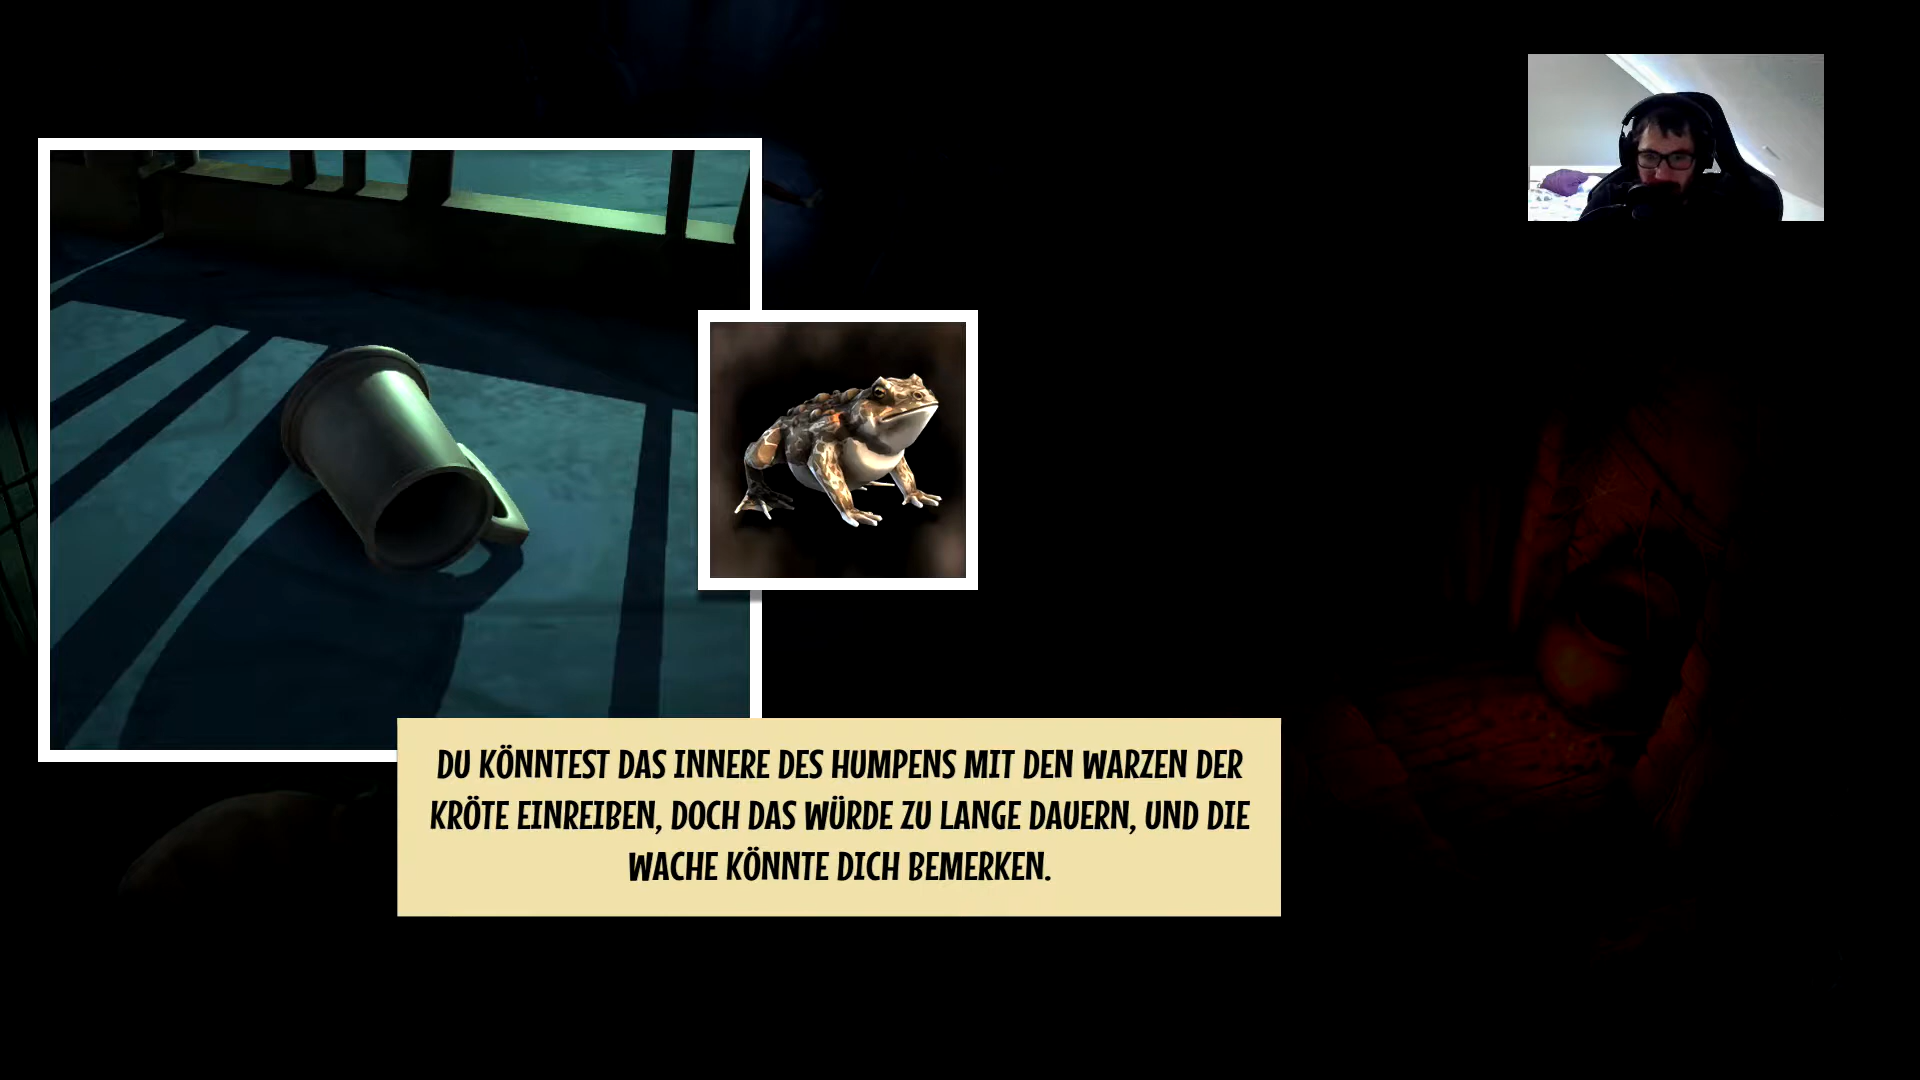 DU KÖNNTEST DAS INNERE DES HUMPENS MIT DEN WARZEN DER
KRÖTE EINREIBEN, DOCH DAS WÜRDE ZU LANGE DAUERN, UND DIE
WACHE KÖNNTE DICH BEMERKEN.